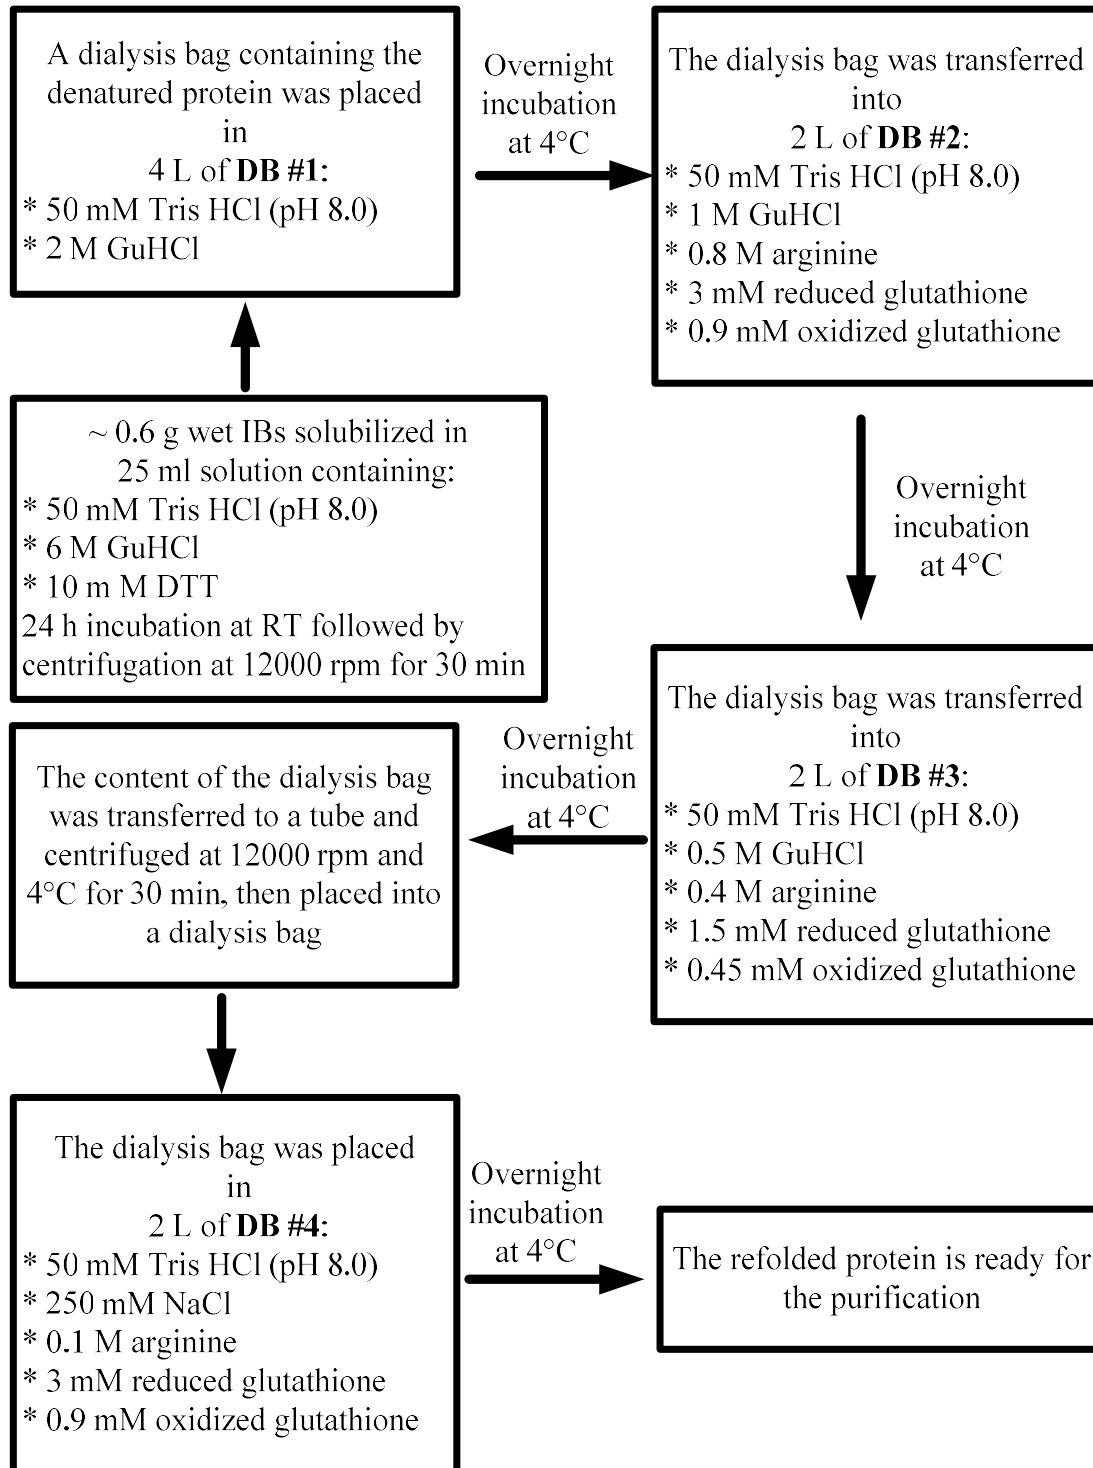 ~ 0.6 g wet IBs solubilized in
25 ml solution containing:
* 50 mM Tris HCl (pH 8.0)
* 6 M GuHCl
* 10 m M DTT
24 h incubation at RT followed by
centrifugation at 12000 rpm for 30 min
A dialysis bag containing the
denatured protein was placed
in
4 L of DB #1:
* 50 mM Tris HCl (pH 8.0)
* 2 M GuHCl
Overnight
incubation
at 4°C
The dialysis bag was transferred
into
2 L of DB #2:
* 50 mM Tris HCl (pH 8.0)
* 1 M GuHCl
* 0.8 M arginine
* 3 mM reduced glutathione
* 0.9 mM oxidized glutathione
Overnight
incubation
at 4°C
The dialysis bag was transferred
into
2 L of DB #3:
* 50 mM Tris HCl (pH 8.0)
* 0.5 M GuHCl
* 0.4 M arginine
* 1.5 mM reduced glutathione
* 0.45 mM oxidized glutathione
Overnight
incubation
at 4°C
The content of the dialysis bag
was transferred to a tube and
centrifuged at 12000 rpm and
4°C for 30 min, then placed into
a dialysis bag
The dialysis bag was placed
in
2 L of DB #4:
* 50 mM Tris HCl (pH 8.0)
* 250 mM NaCl
* 0.1 M arginine
* 3 mM reduced glutathione
* 0.9 mM oxidized glutathione
Overnight
incubation
at 4°C
The refolded protein is ready for
the purification